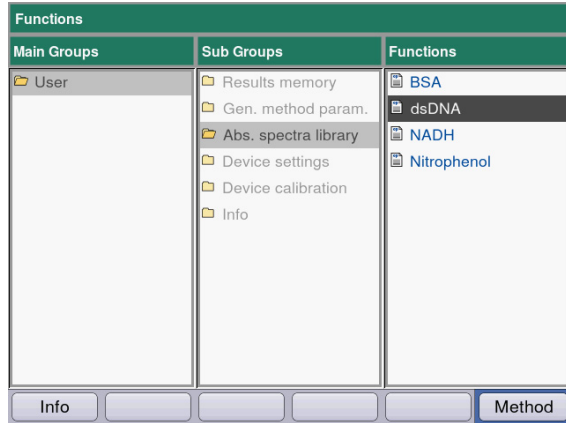 Functions
Main Groups
Sub Groups
Functions
User
Results memory
Gen. method param.
Abs. spectra library
Device settings
Device calibration
Info
BSA
dsDNA
NADH
Nitrophenol
Info
Method